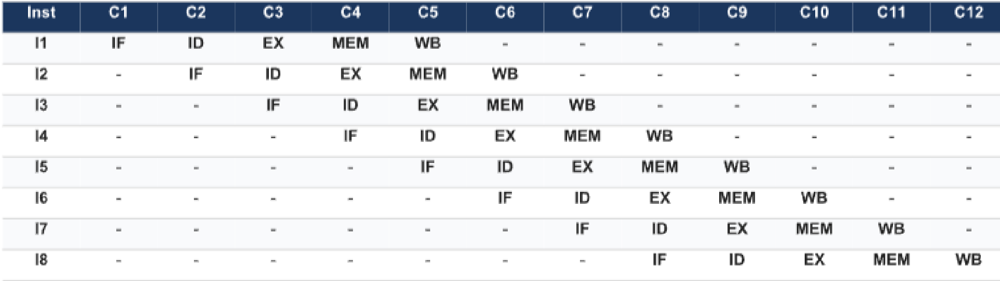 Inst C1 C2 C3 C4 C5 C6 C7 C8 C9 C10 C11 C12
I1 IF ID EX MEM WB - - - - - - -
I2 - IF ID EX MEM WB - - - - - -
I3 - - IF ID EX MEM WB - - - - -
I4 - - - IF ID EX MEM WB - - - -
I5 - - - - IF ID EX MEM WB - - -
I6 - - - - - IF ID EX MEM WB - -
I7 - - - - - - IF ID EX MEM WB -
I8 - - - - - - - IF ID EX MEM WB